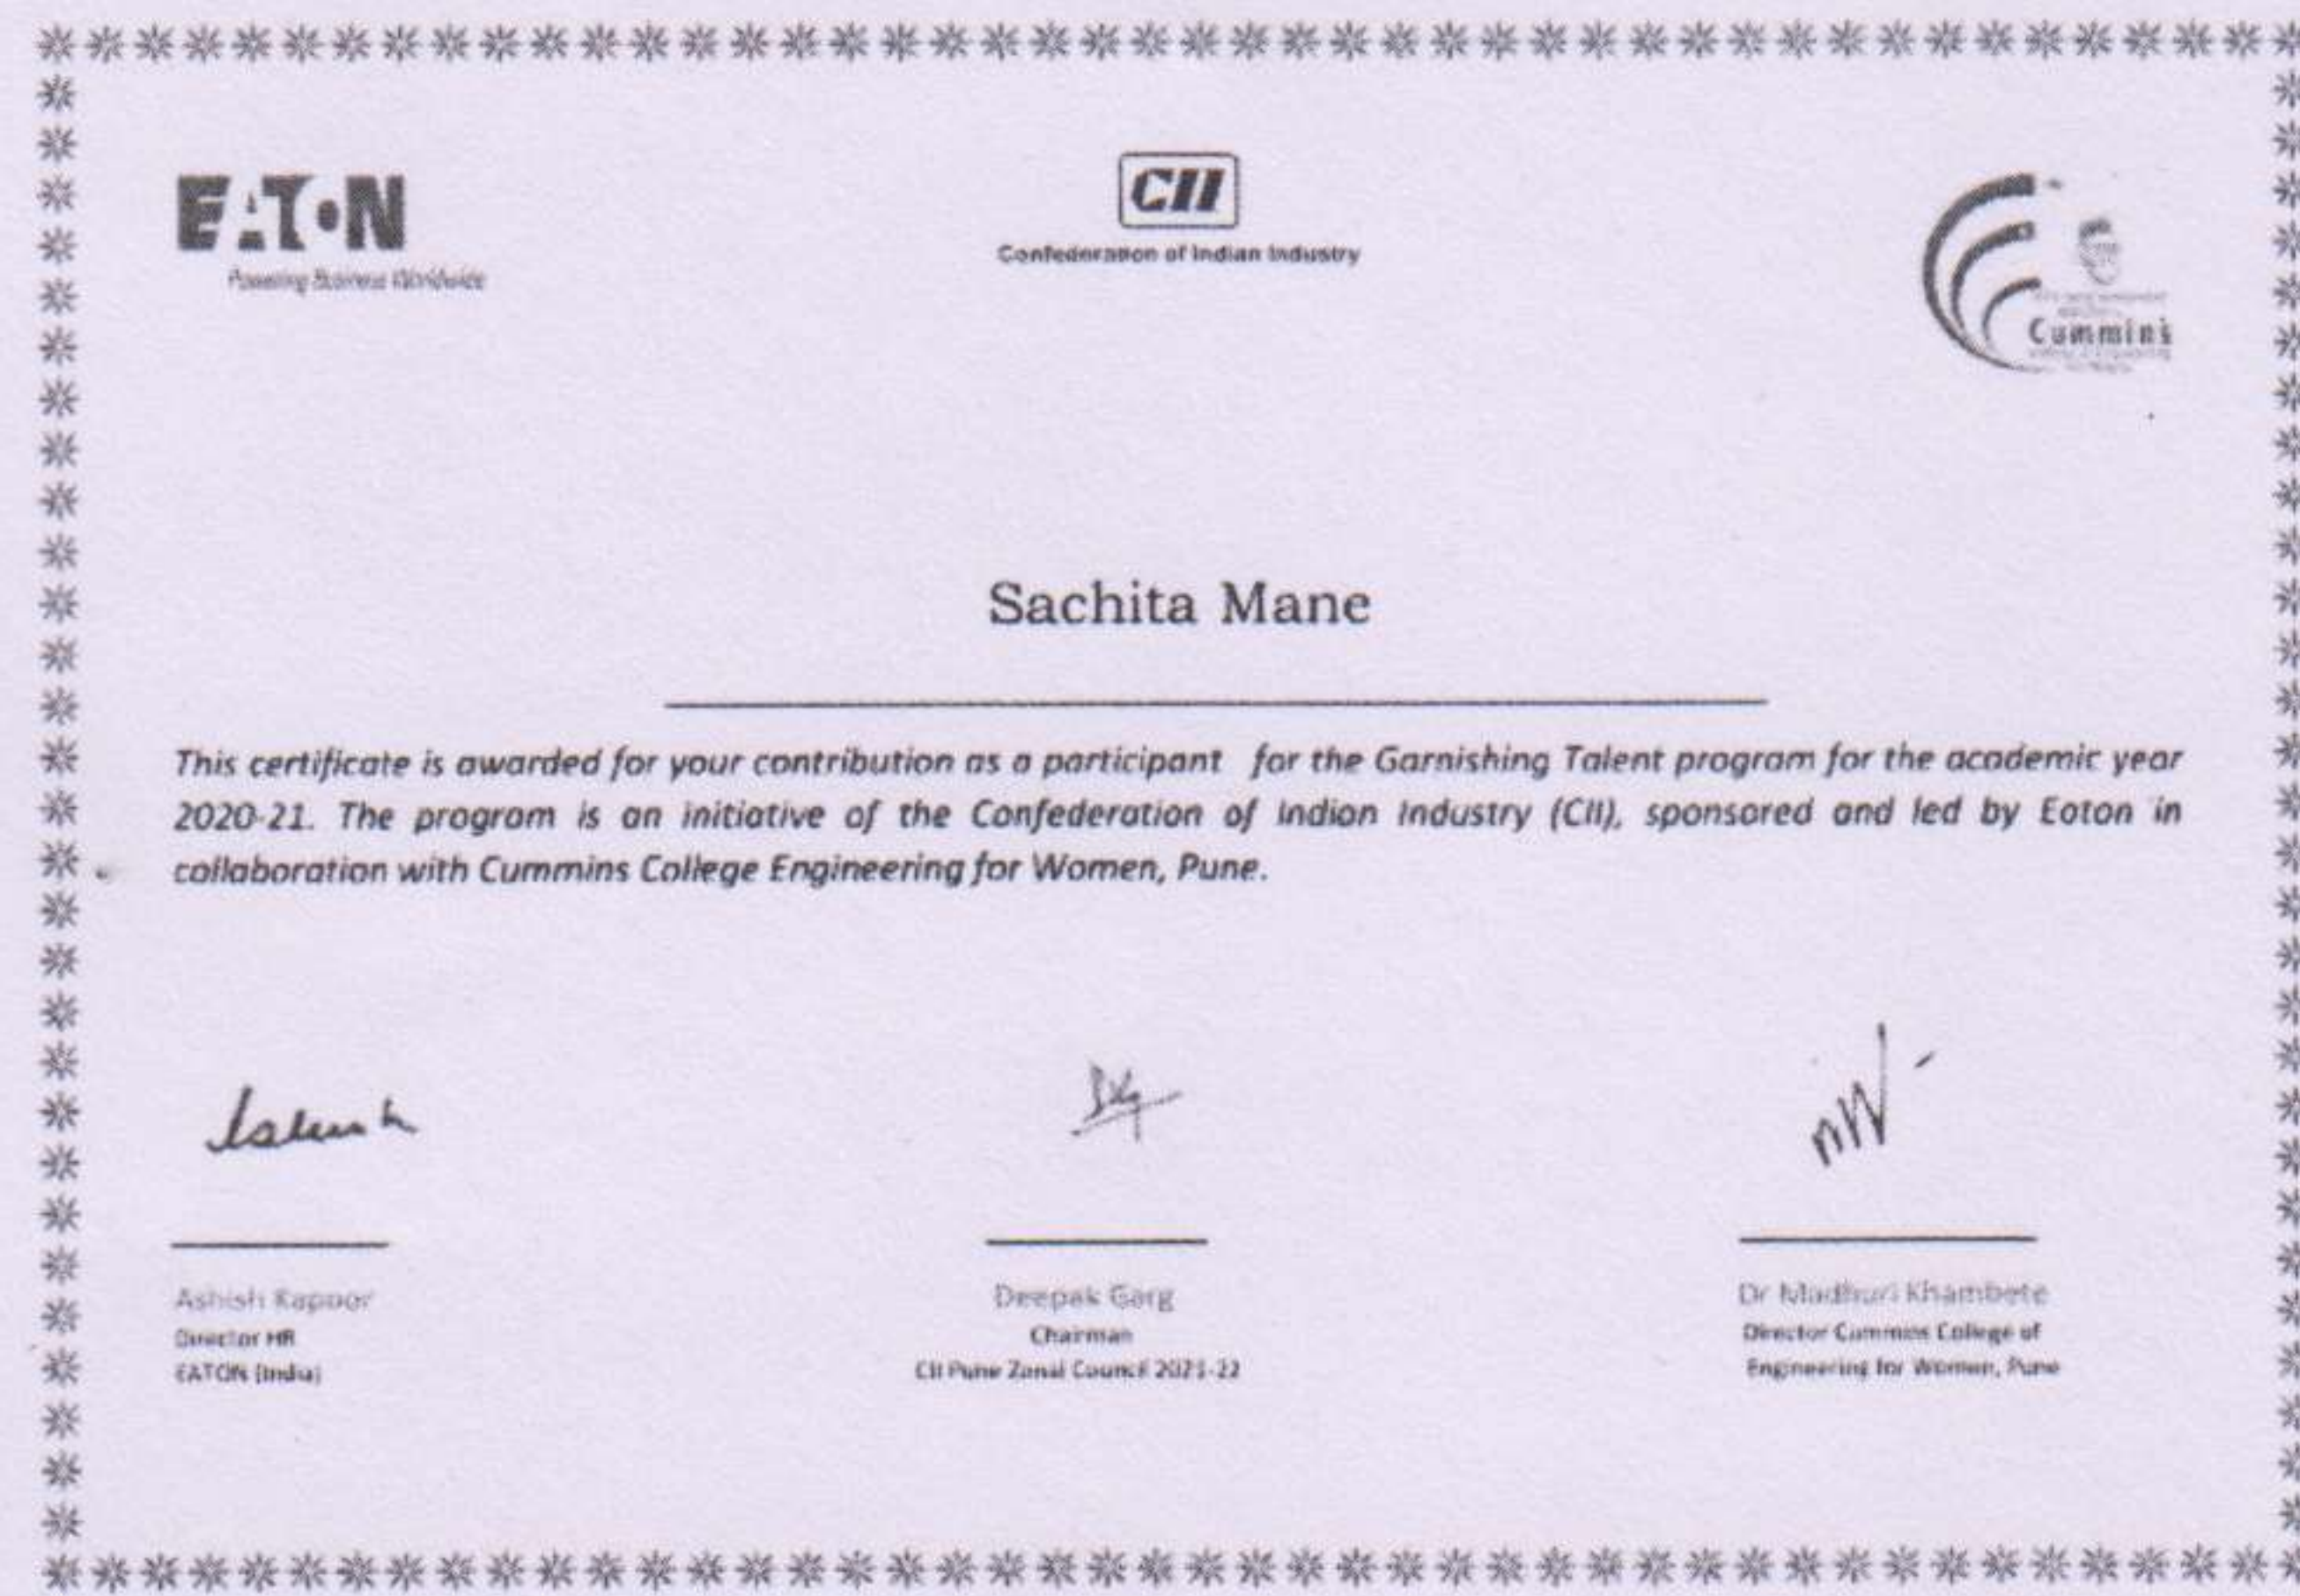 EATON
Powering Business Worldwide
CII
Confederation of Indian Industry
Cummins
Sachita Mane
This certificate is awarded for your contribution as a participant for the Garnishing Talent program for the academic year
2020-21. The program is an initiative of the Confederation of Indian Industry (CII), sponsored and led by Eaton in
collaboration with Cummins College Engineering for Women, Pune.
Ashish Kapoor
Director HR
EATON (India)
Deepak Garg
Chairman
CII Pune Zonal Council 2021-22
Dr Madhuri Khambete
Director Cummins College of
Engineering for Women, Pune